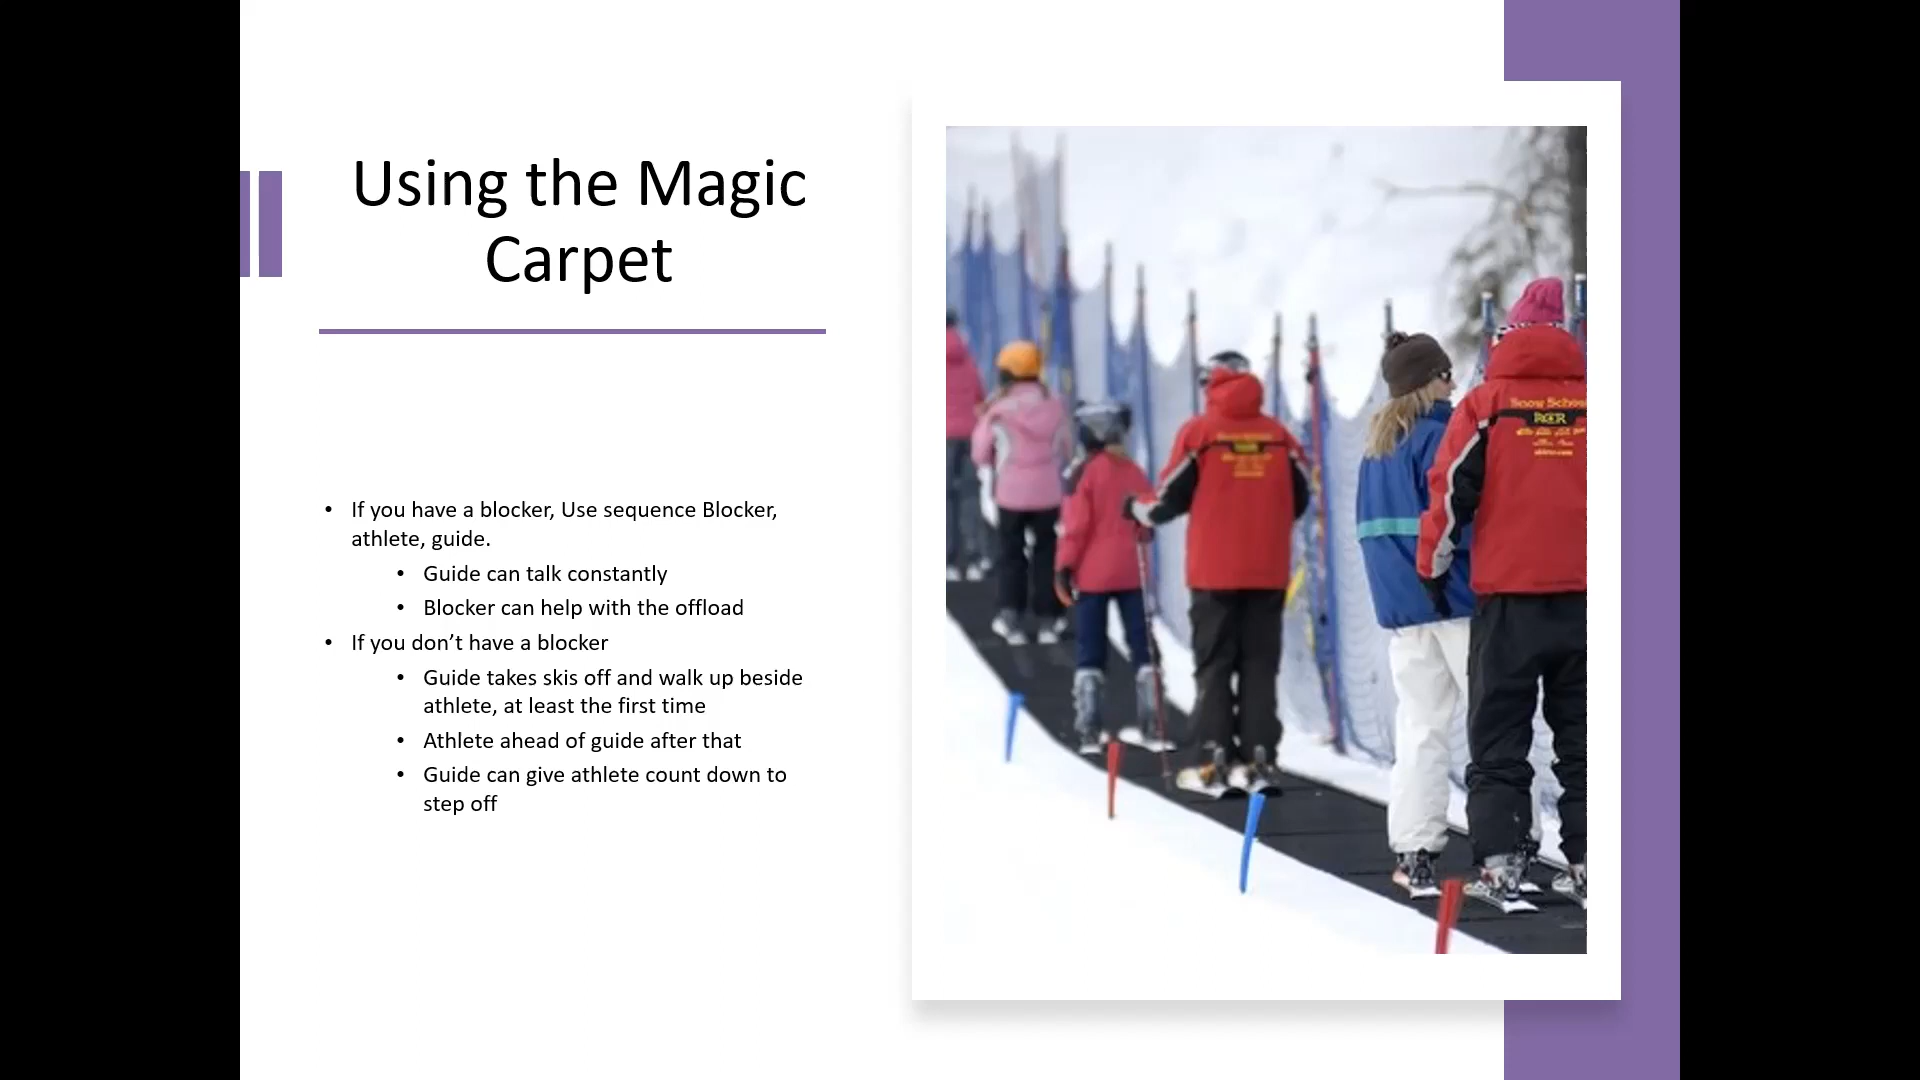 Using the Magic
Carpet
• If you have a blocker, Use sequence Blocker,
athlete, guide.
• Guide can talk constantly
• Blocker can help with the offload
• If you don’t have a blocker
• Guide takes skis off and walk up beside
athlete, at least the first time
• Athlete ahead of guide after that
• Guide can give athlete count down to
step off
Snow School